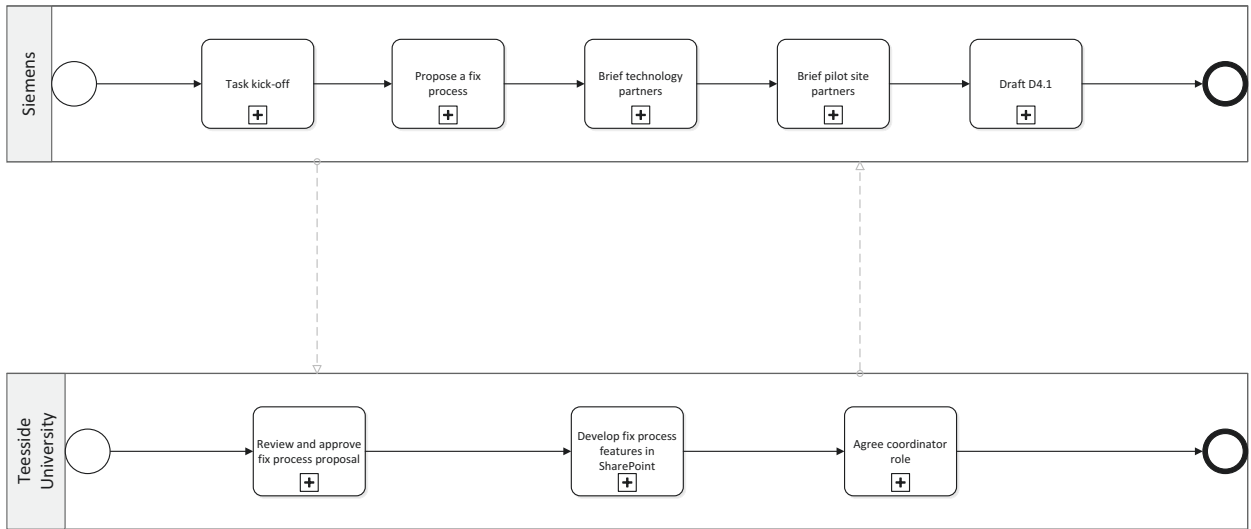 Siemens
Task kick-off
Propose a fix
process
Brief technology
partners
Brief pilot site
partners
Draft D4.1
Teesside
University
Review and approve
fix process proposal
Develop fix process
features in
SharePoint
Agree coordinator
role